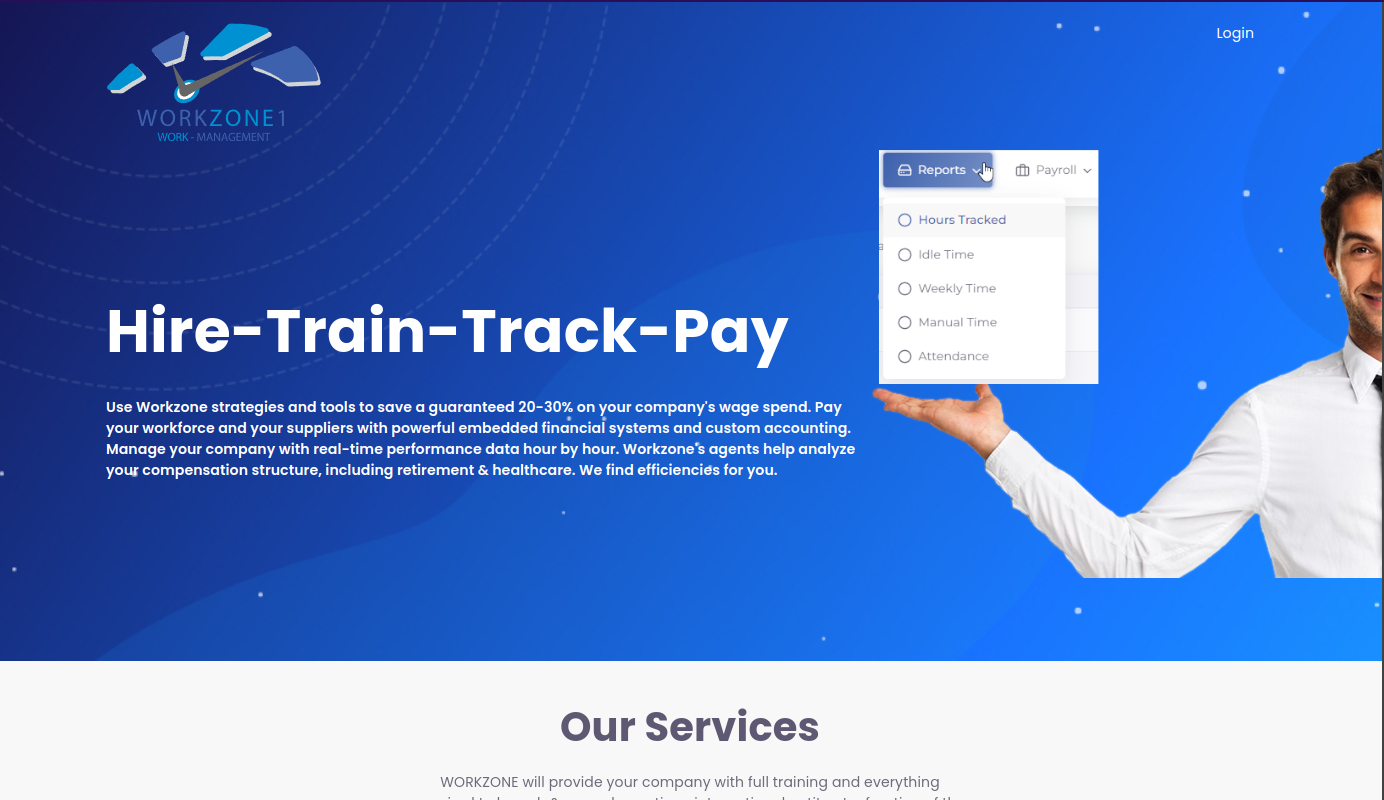 Login
WORKZONE1
WORK - MANAGEMENT
Reports
Payroll
Hours Tracked
Idle Time
Weekly Time
Manual Time
Attendance
Hire-Train-Track-Pay
Use Workzone strategies and tools to save a guaranteed 20-30% on your company's wage spend. Pay
your workforce and your suppliers with powerful embedded financial systems and custom accounting.
Manage your company with real-time performance data hour by hour. Workzone's agents help analyze
your compensation structure, including retirement & healthcare. We find efficiencies for you.
Our Services
WORKZONE will provide your company with full training and everything